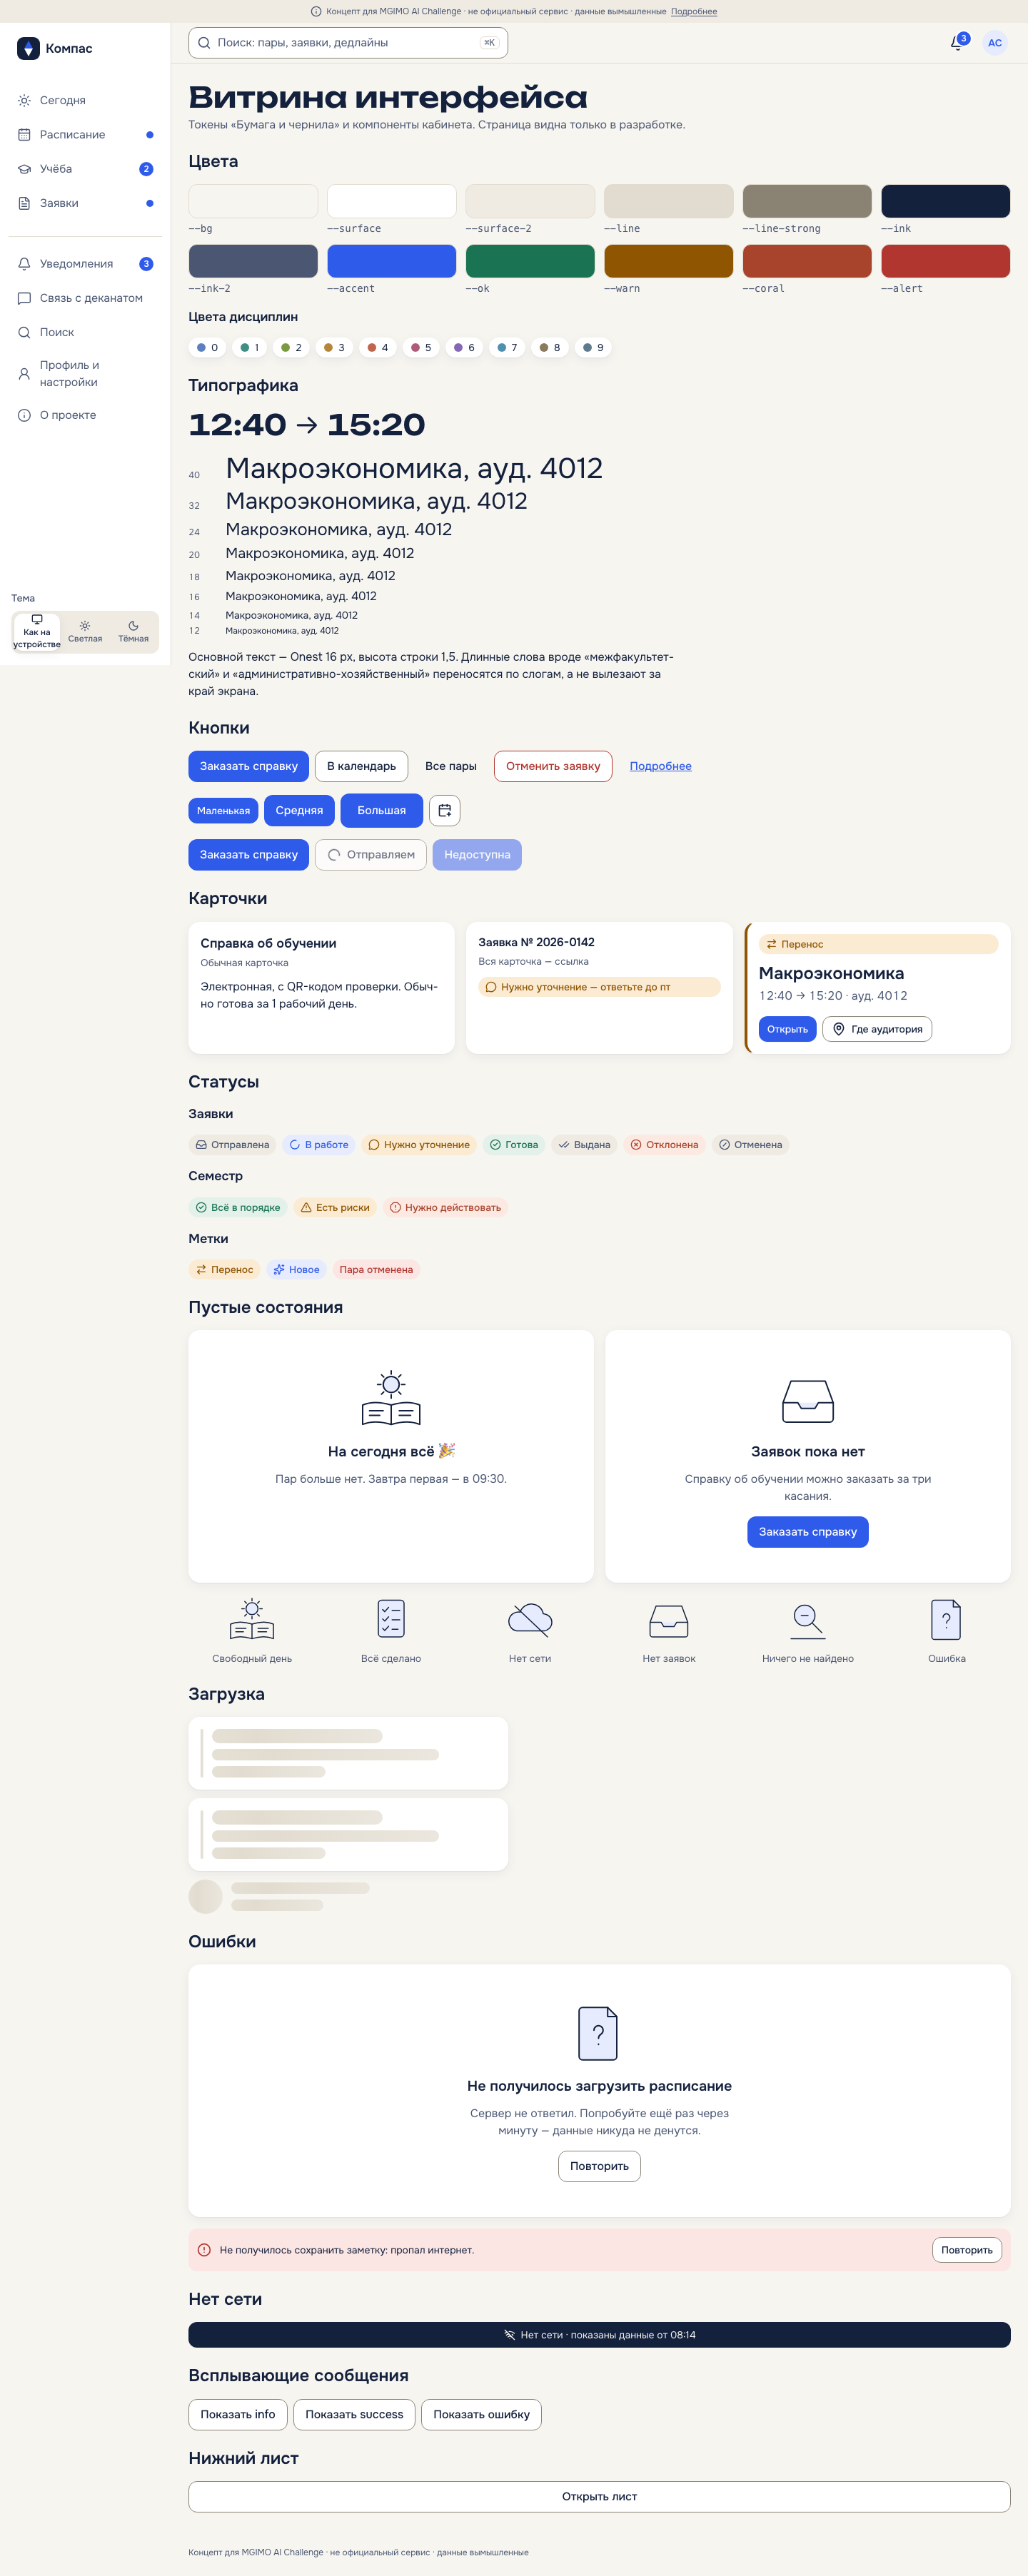 Концепт для MGIMO AI Challenge · не официальный сервис · данные вымышленные Подробнее
Компас
Поиск: пары, заявки, дедлайны
⌘K
3
АС
Сегодня
Расписание
Учёба
2
Заявки
Уведомления
3
Связь с деканатом
Поиск
Профиль и
настройки
О проекте
Тема
Как на
устройстве
Светлая
Тёмная
Витрина интерфейса
Токены «Бумага и чернила» и компоненты кабинета. Страница видна только в разработке.
Цвета
--bg
--surface
--surface-2
--line
--line-strong
--ink
--ink-2
--accent
--ok
--warn
--coral
--alert
Цвета дисциплин
0
1
2
3
4
5
6
7
8
9
Типографика
12:40 → 15:20
40 Макроэкономика, ауд. 4012
32 Макроэкономика, ауд. 4012
24 Макроэкономика, ауд. 4012
20 Макроэкономика, ауд. 4012
18 Макроэкономика, ауд. 4012
16 Макроэкономика, ауд. 4012
14 Макроэкономика, ауд. 4012
12 Макроэкономика, ауд. 4012
Основной текст — Onest 16 px, высота строки 1,5. Длинные слова вроде «межфакультет-
ский» и «административно-хозяйственный» переносятся по слогам, а не вылезают за
край экрана.
Кнопки
Заказать справку
В календарь
Все пары
Отменить заявку
Подробнее
Маленькая
Средняя
Большая
Заказать справку
Отправляем
Недоступна
Карточки
Справка об обучении
Обычная карточка
Электронная, с QR-кодом проверки. Обыч-
но готова за 1 рабочий день.
Заявка № 2026-0142
Вся карточка — ссылка
Нужно уточнение — ответьте до пт
Перенос
Макроэкономика
12:40 → 15:20 · ауд. 4012
Открыть
Где аудитория
Статусы
Заявки
Отправлена
В работе
Нужно уточнение
Готова
Выдана
Отклонена
Отменена
Семестр
Всё в порядке
Есть риски
Нужно действовать
Метки
Перенос
Новое
Пара отменена
Пустые состояния
На сегодня всё 🎉
Пар больше нет. Завтра первая — в 09:30.
Заявок пока нет
Справку об обучении можно заказать за три
касания.
Заказать справку
Свободный день
Всё сделано
Нет сети
Нет заявок
Ничего не найдено
Ошибка
Загрузка
Ошибки
Не получилось загрузить расписание
Сервер не ответил. Попробуйте ещё раз через
минуту — данные никуда не денутся.
Повторить
Не получилось сохранить заметку: пропал интернет.
Повторить
Нет сети
Нет сети · показаны данные от 08:14
Всплывающие сообщения
Показать info
Показать success
Показать ошибку
Нижний лист
Открыть лист
Концепт для MGIMO AI Challenge · не официальный сервис · данные вымышленные